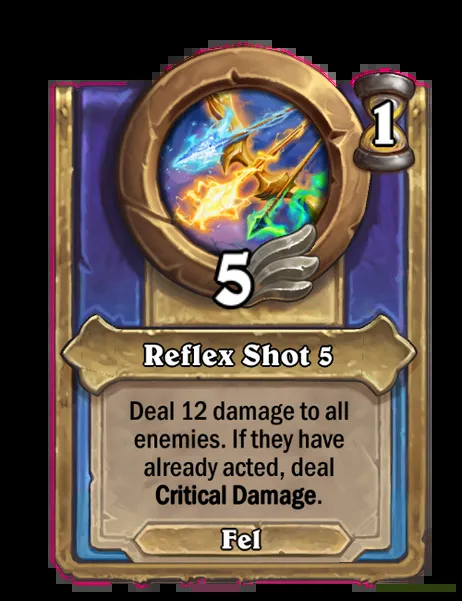 1
5
Reflex Shot 5
Deal 12 damage to all
enemies. If they have
already acted, deal
Critical Damage.
Fel